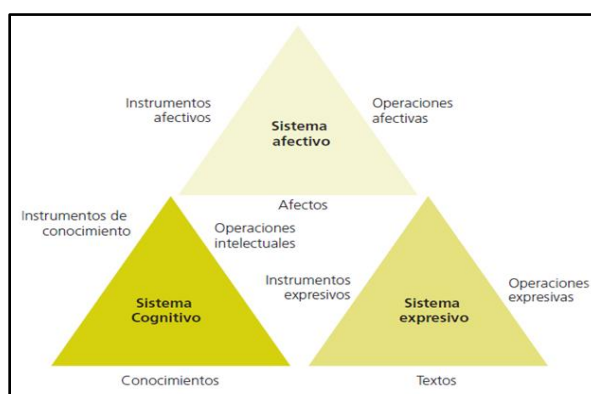 Instrumentos
afectivos
Sistema
afectivo
Operaciones
afectivas
Afectos
Instrumentos de
conocimiento
Operaciones
intelectuales
Sistema
Cognitivo
Conocimientos
Instrumentos
expresivos
Sistema
expresivo
Operaciones
expresivas
Textos